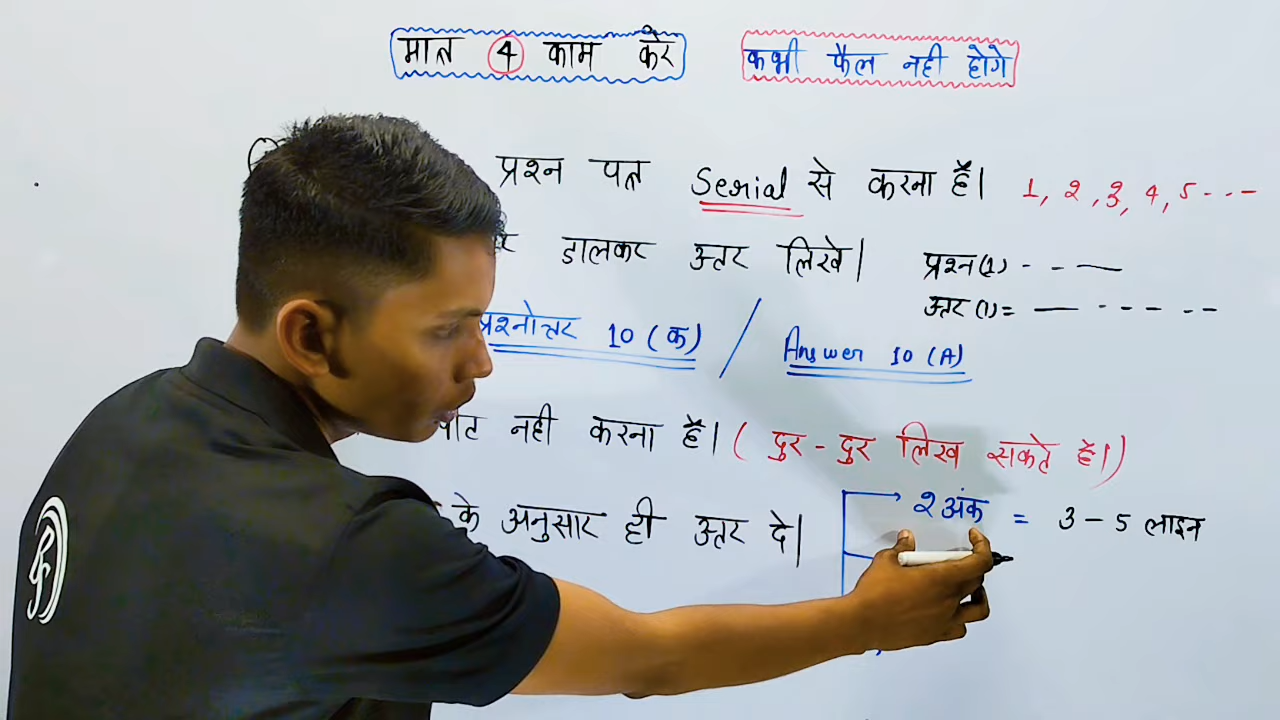 मात्र 4 काम करे
कभी फैल नही होगे
प्रश्न पत्र Serial से करना हैं। 1, 2, 3, 4, 5 - - -
डालकर उत्तर लिखे। प्रश्न(1) - - —
उत्तर (1) = — - - - - -
प्रश्नोत्तर 10 (क) / Answer 10 (A)
नही करना हैं। ( दुर - दुर लिख सकते हैं। )
के अनुसार ही उत्तर दे। २ अंक = 3 - 5 लाइन